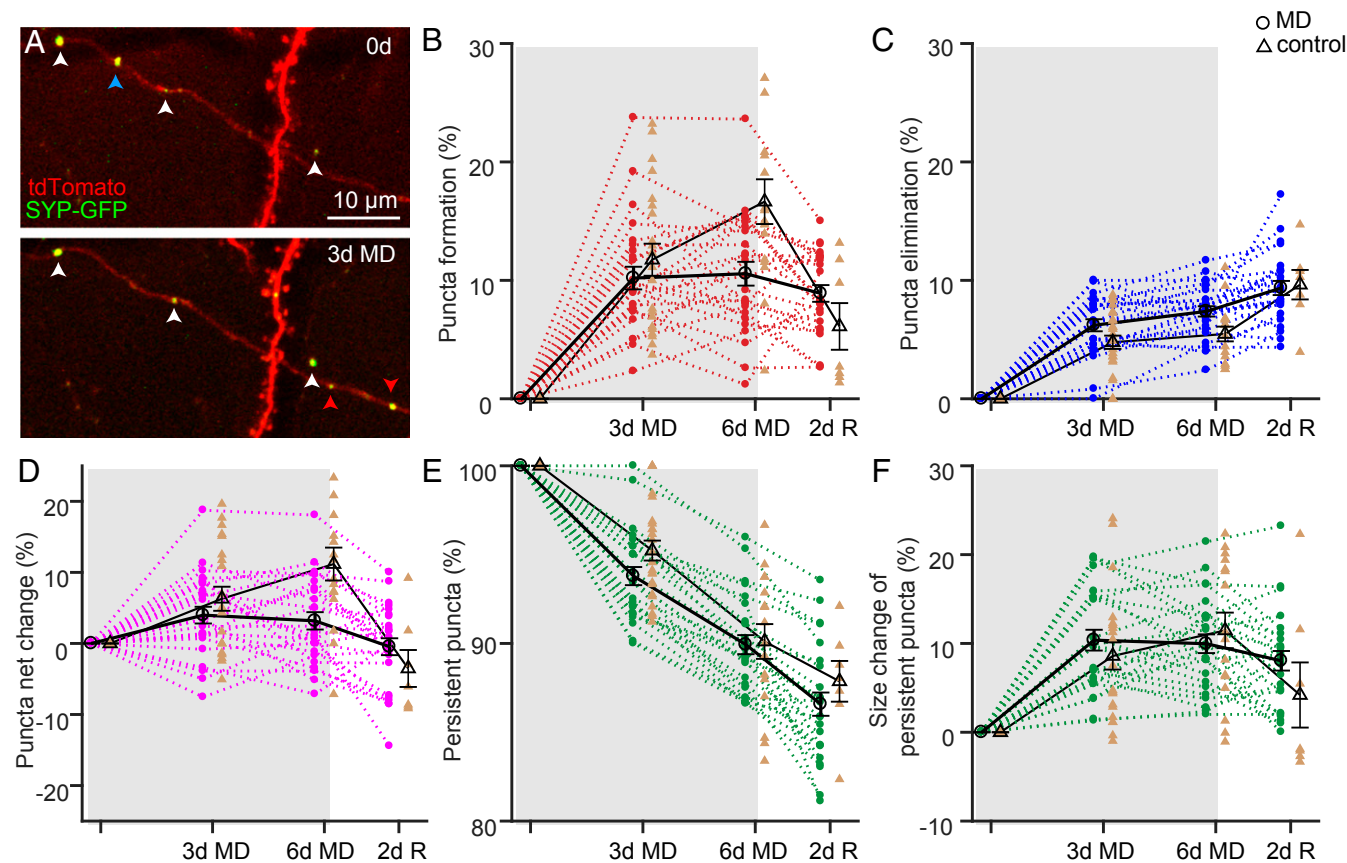 A
0d
tdTomato
SYP-GFP
10 µm
3d MD
B
Puncta formation (%)
30
20
10
0
3d MD
6d MD
2d R
C
MD
control
Puncta elimination (%)
30
20
10
0
3d MD
6d MD
2d R
D
Puncta net change (%)
20
10
0
-10
-20
3d MD
6d MD
2d R
E
Persistent puncta (%)
100
90
80
3d MD
6d MD
2d R
F
Size change of
persistent puncta (%)
30
20
10
0
-10
3d MD
6d MD
2d R